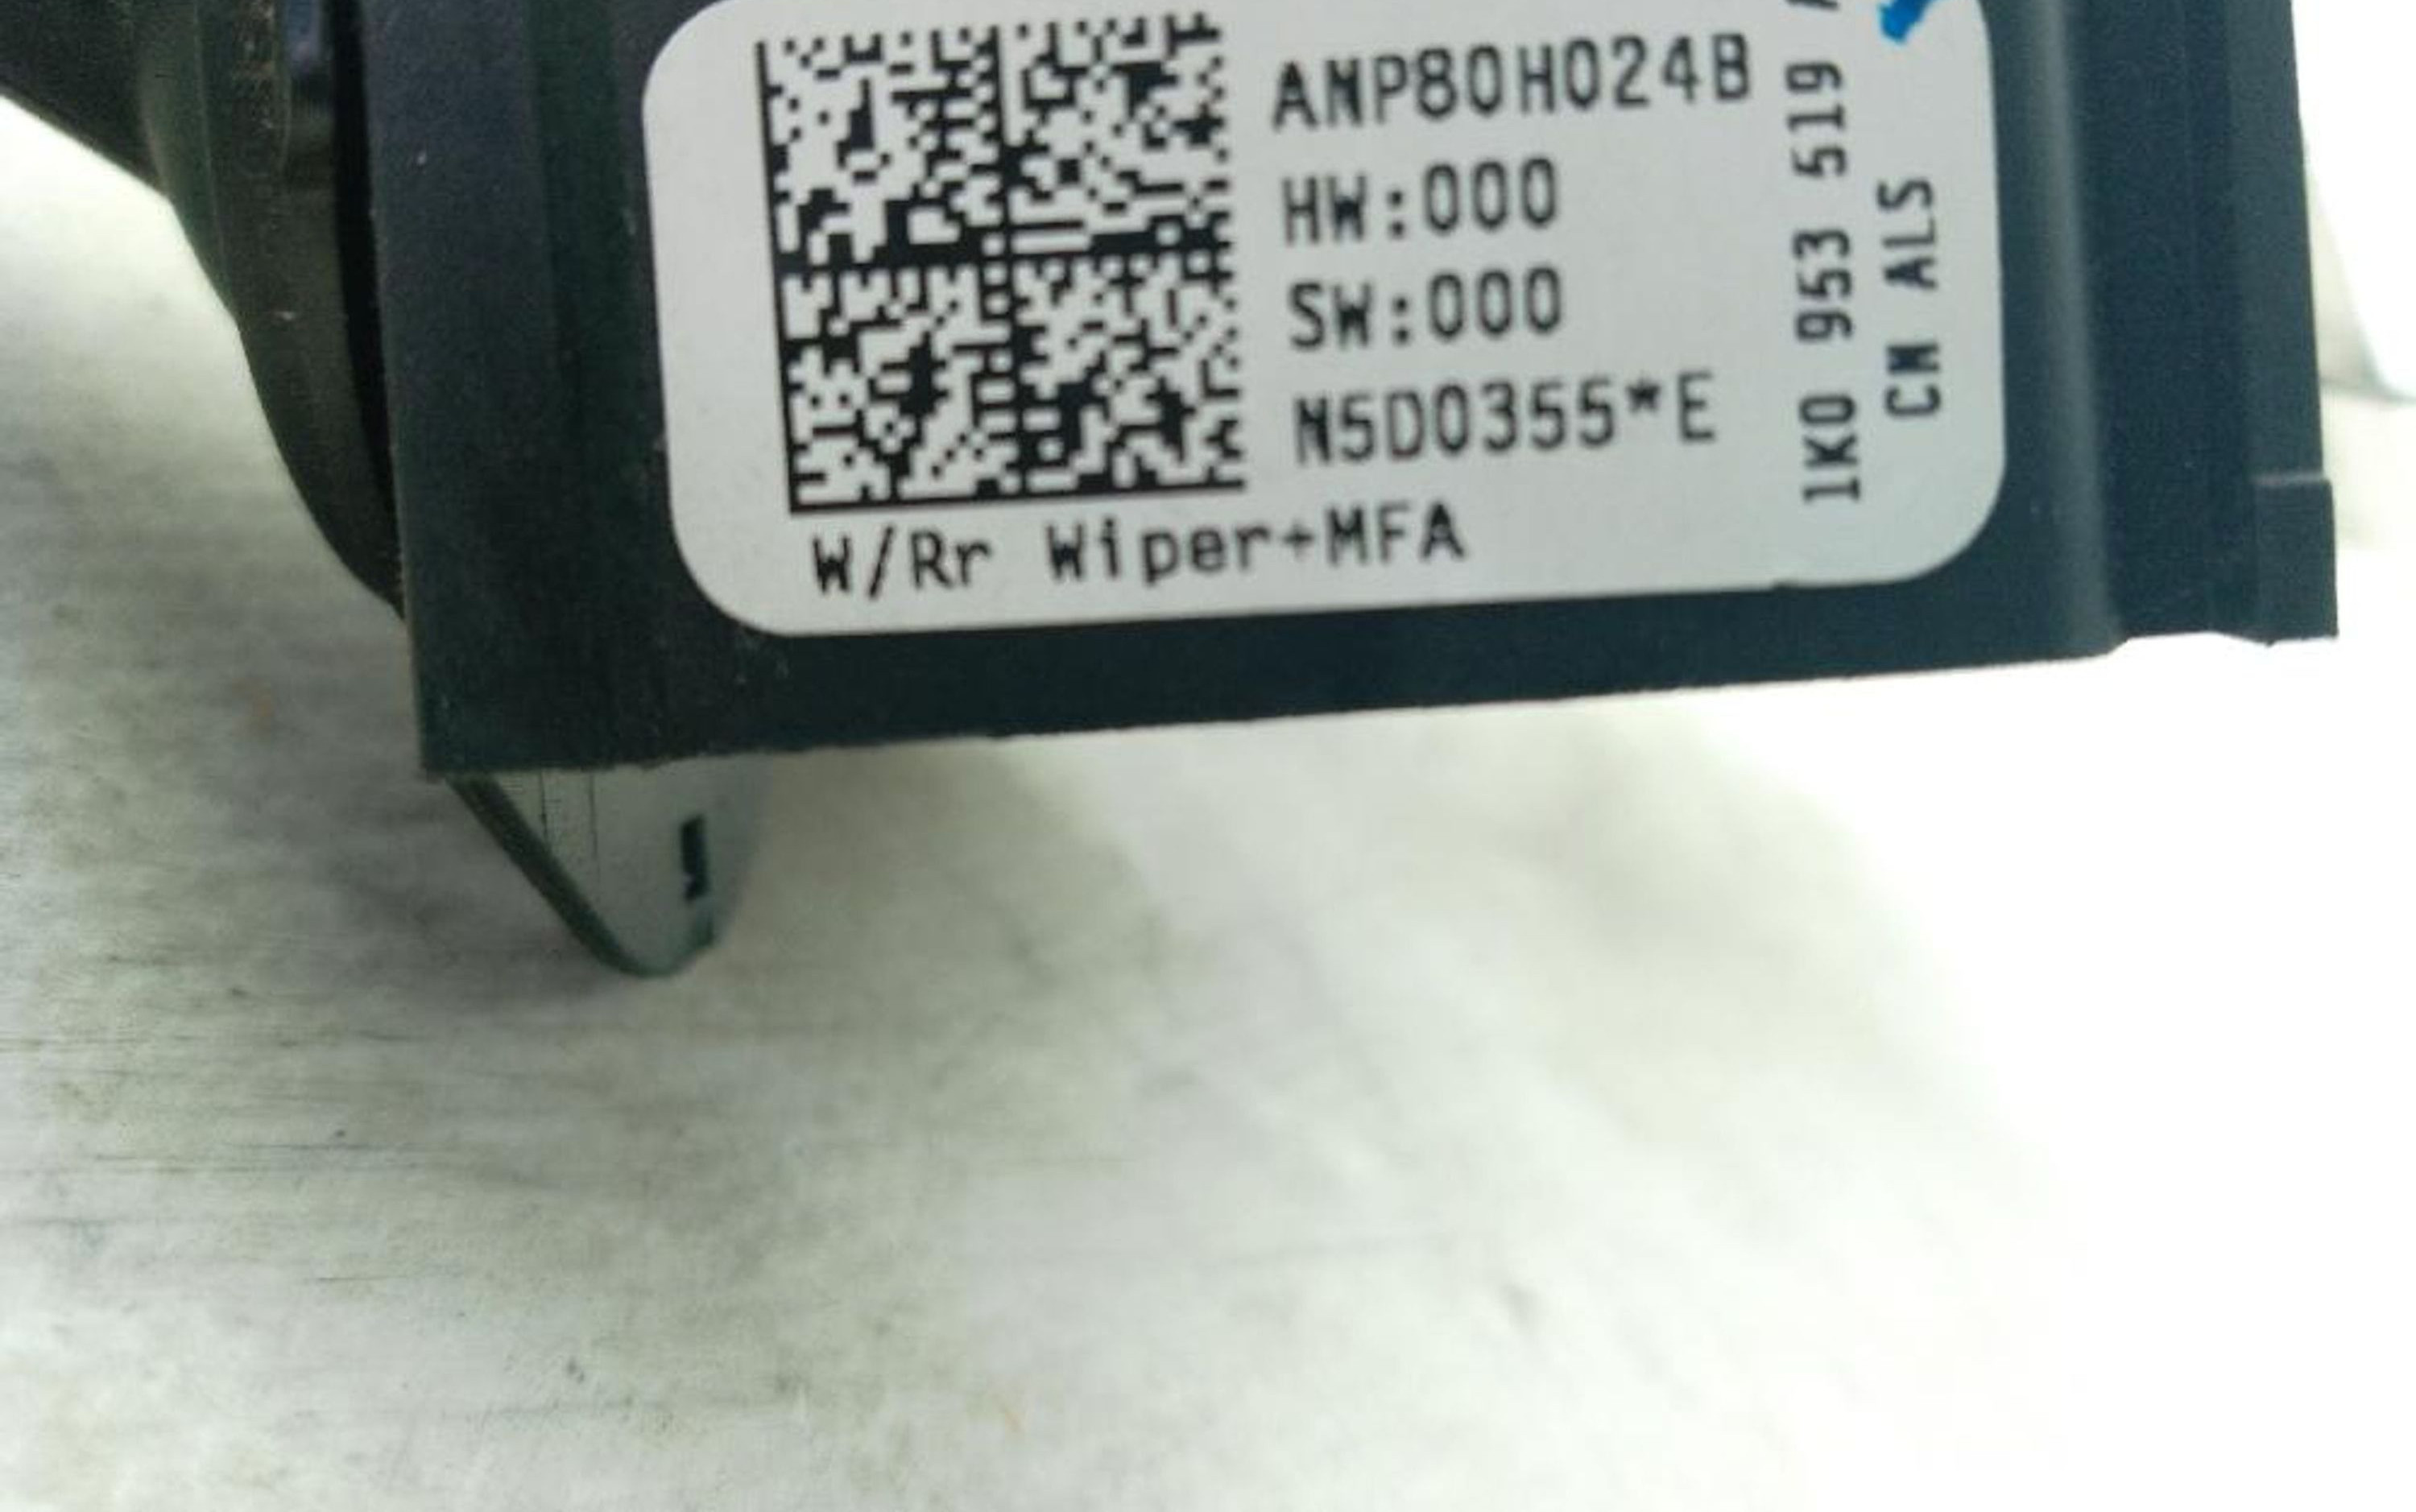 ANP80H024B
HW:000
SW:000
N5D0355*E
W/Rr Wiper+MFA
1K0 953 519
CM ALS